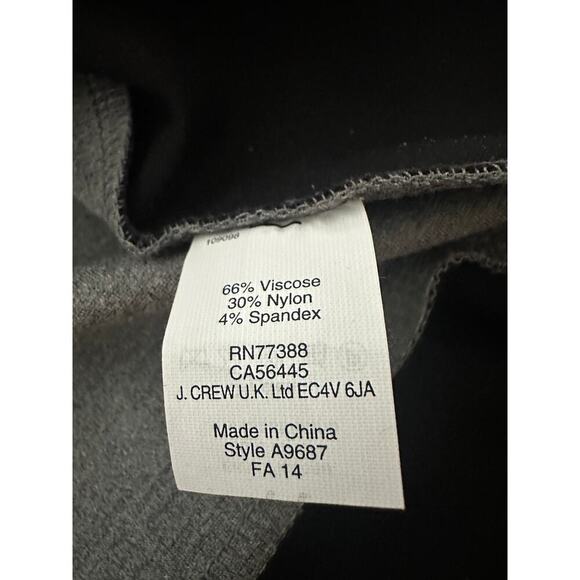 109098
66% Viscose
30% Nylon
4% Spandex
RN77388
CA56445
J. CREW U.K. Ltd EC4V 6JA
Made in China
Style A9687
FA 14